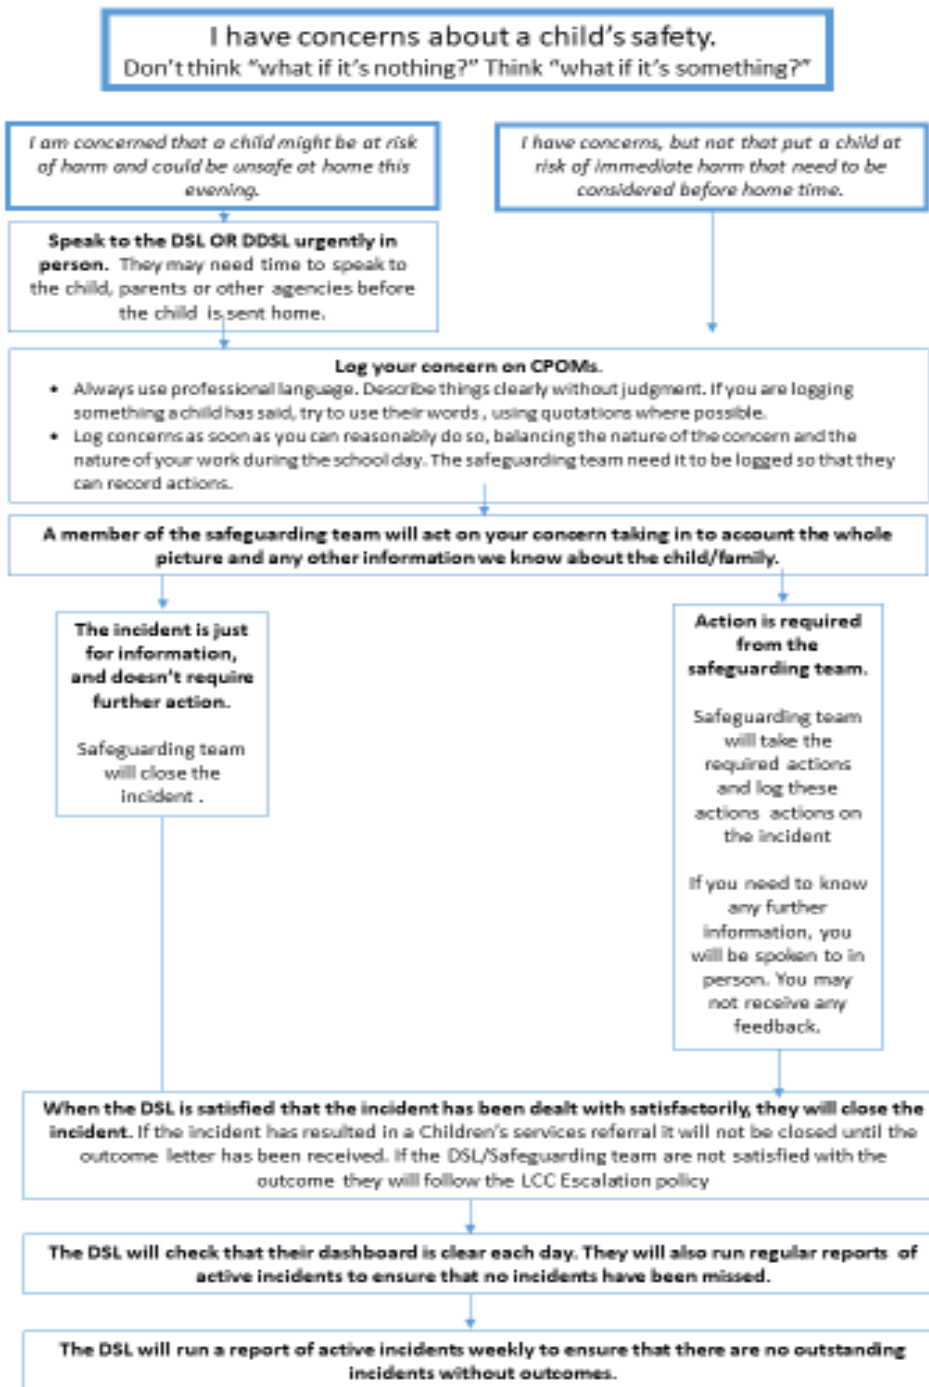 I have concerns about a child's safety.
Don't think "what if it's nothing?" Think "what if it's something?"
I am concerned that a child might be at risk
of harm and could be unsafe at home this
evening.
I have concerns, but not that put a child at
risk of immediate harm that need to be
considered before home time.
Speak to the DSL OR DDSL urgently in
person. They may need time to speak to
the child, parents or other agencies before
the child is sent home.
Log your concern on CPOMs.
• Always use professional language. Describe things clearly without judgment. If you are logging
something a child has said, try to use their words , using quotations where possible.
• Log concerns as soon as you can reasonably do so, balancing the nature of the concern and the
nature of your work during the school day. The safeguarding team need it to be logged so that they
can record actions.
A member of the safeguarding team will act on your concern taking in to account the whole
picture and any other information we know about the child/family.
The incident is just
for information,
and doesn't require
further action.
Safeguarding team
will close the
incident .
Action is required
from the
safeguarding team.
Safeguarding team
will take the
required actions
and log these
actions actions on
the incident
If you need to know
any further
information, you
will be spoken to in
person. You may
not receive any
feedback.
When the DSL is satisfied that the incident has been dealt with satisfactorily, they will close the
incident. If the incident has resulted in a Children's services referral it will not be closed until the
outcome letter has been received. If the DSL/Safeguarding team are not satisfied with the
outcome they will follow the LCC Escalation policy
The DSL will check that their dashboard is clear each day. They will also run regular reports of
active incidents to ensure that no incidents have been missed.
The DSL will run a report of active incidents weekly to ensure that there are no outstanding
incidents without outcomes.